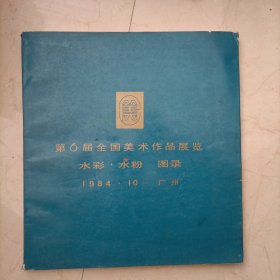 第6届全国美术作品展览
水彩·水粉 图录
1984·10 广州